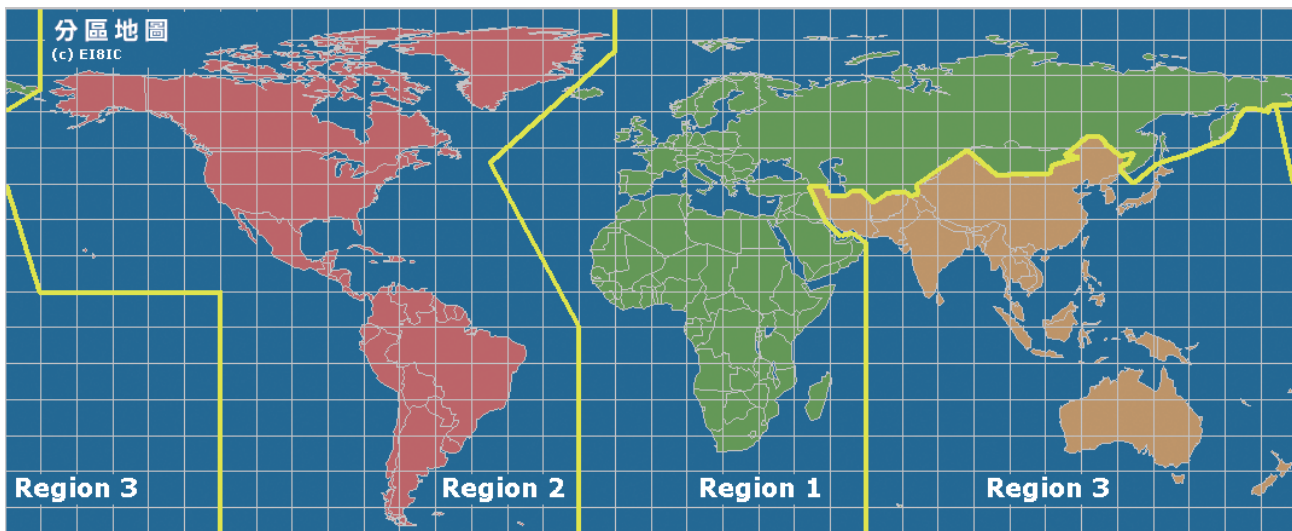 分區地圖
(c) EI8IC
Region 3
Region 2
Region 1
Region 3